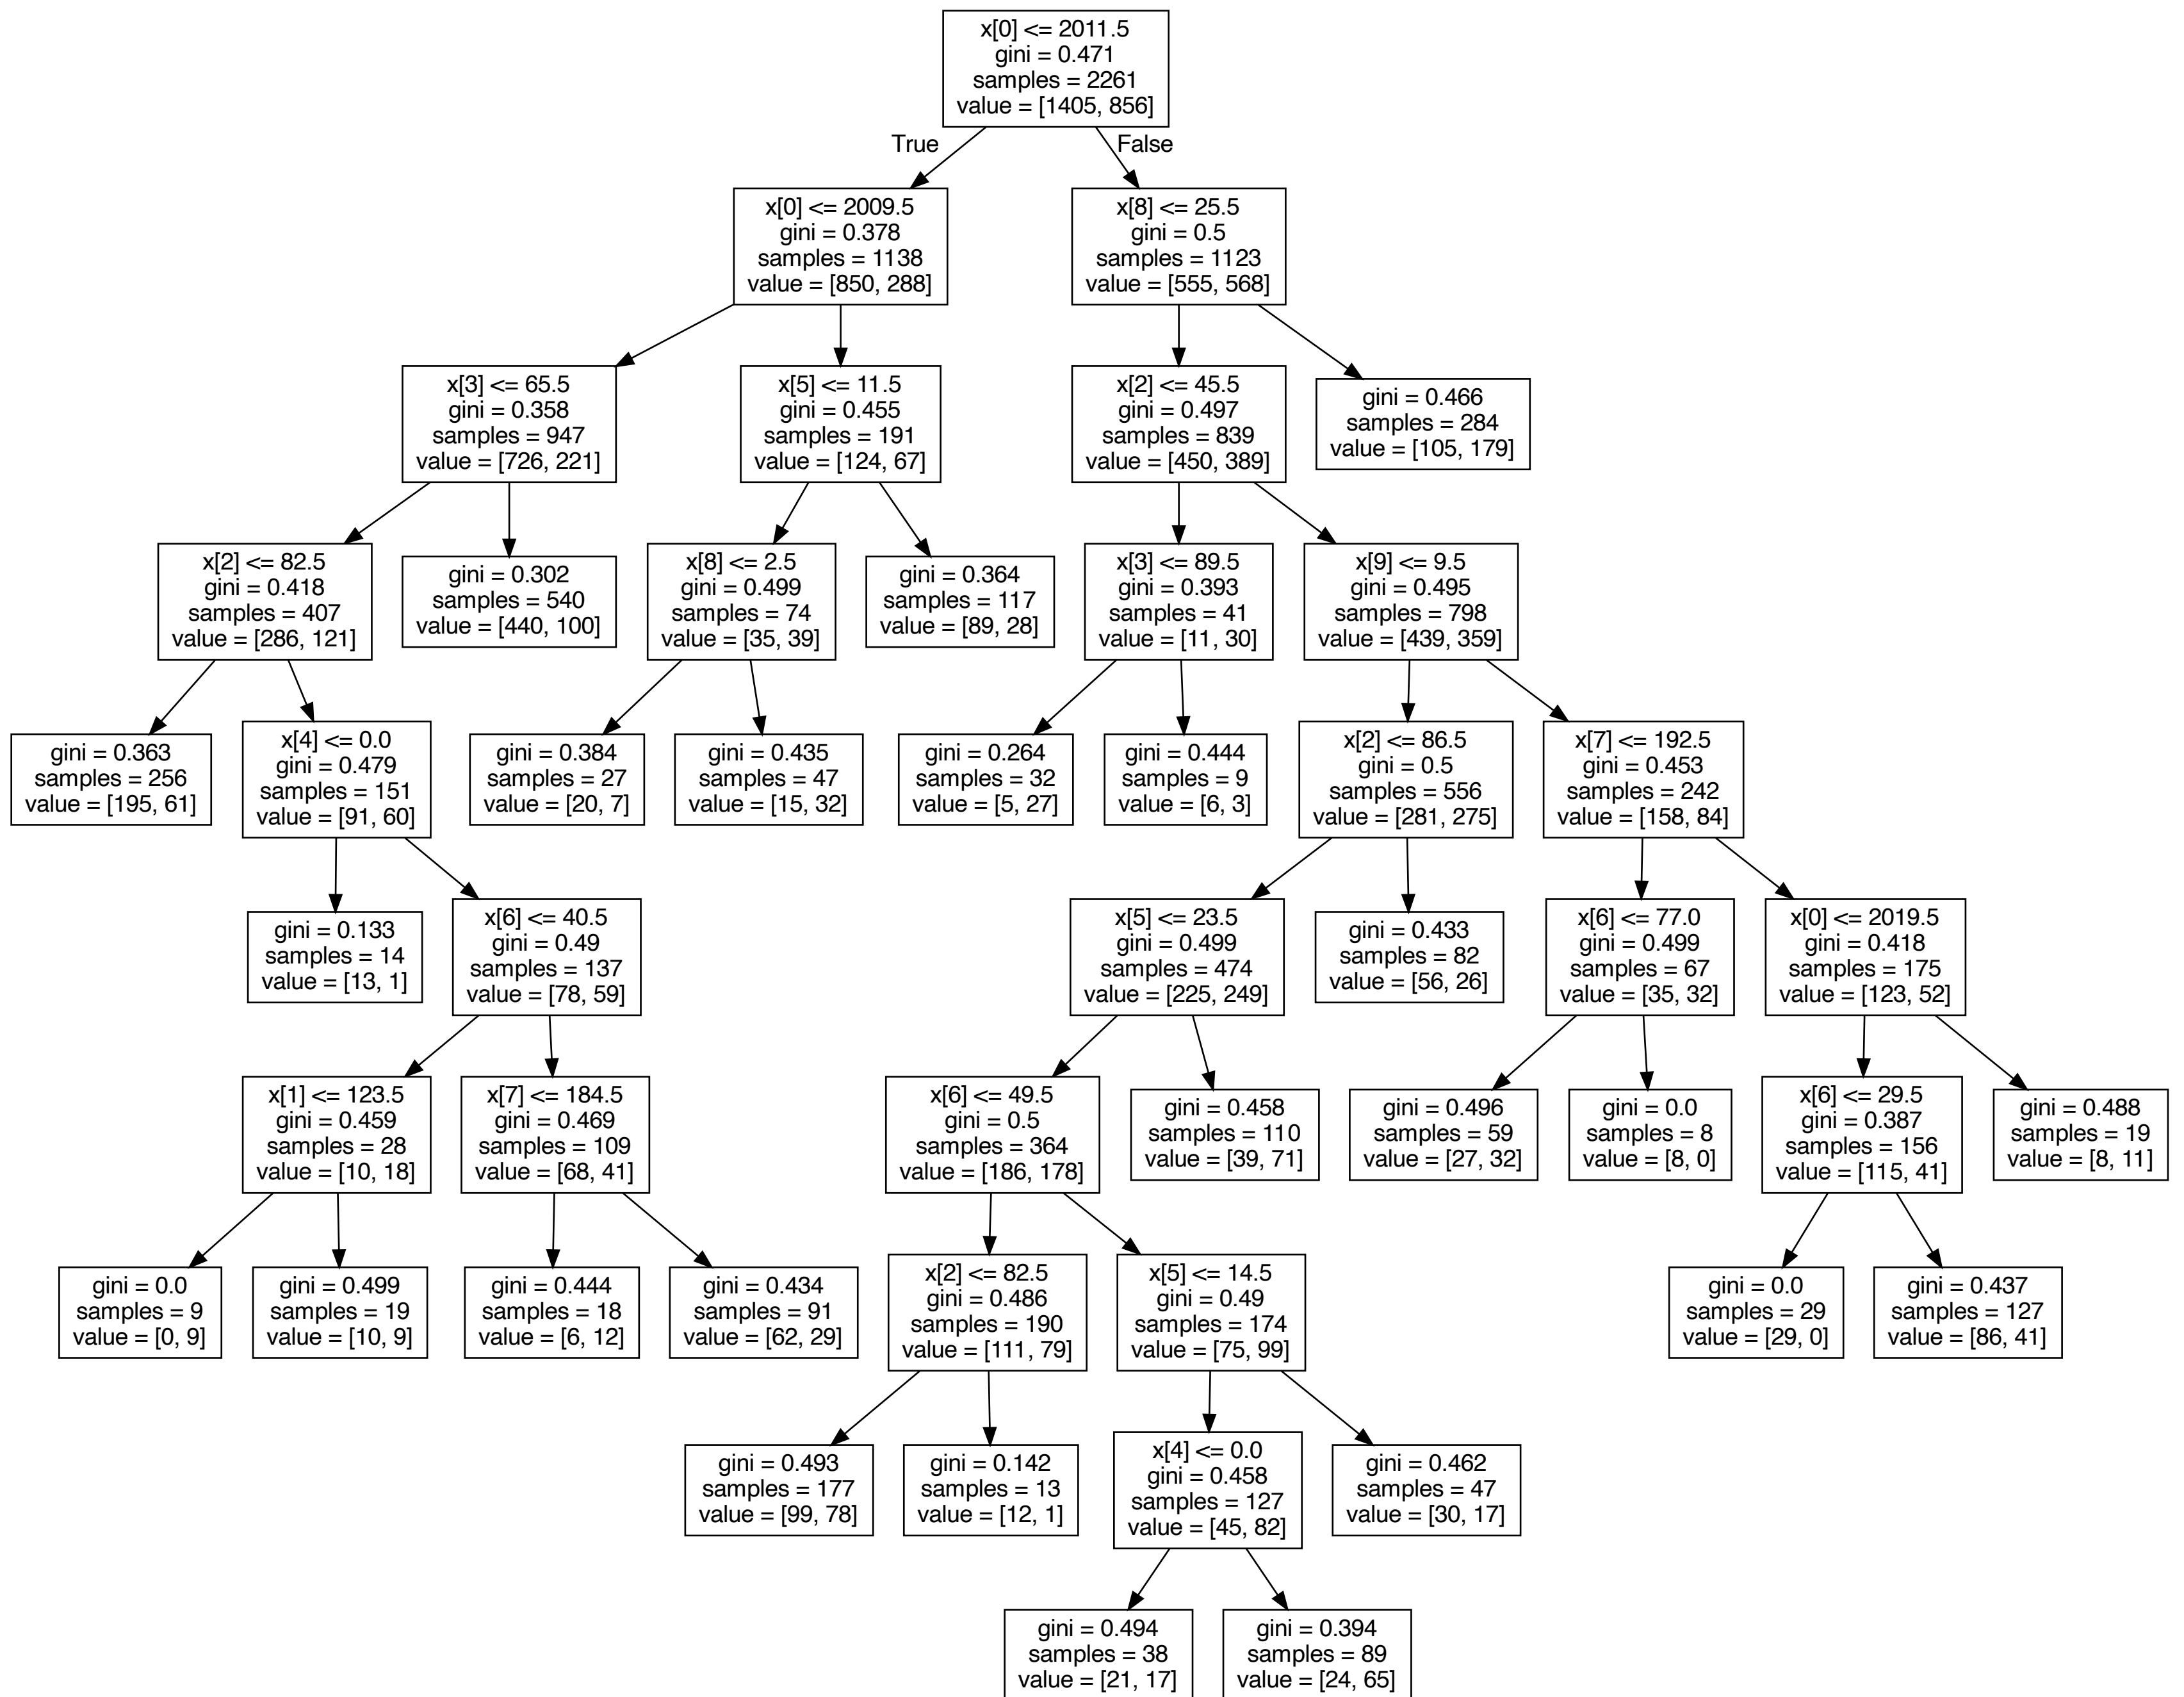 x[0] <= 2011.5
gini = 0.471
samples = 2261
value = [1405, 856]
True
False
x[0] <= 2009.5
gini = 0.378
samples = 1138
value = [850, 288]
x[8] <= 25.5
gini = 0.5
samples = 1123
value = [555, 568]
x[3] <= 65.5
gini = 0.358
samples = 947
value = [726, 221]
x[5] <= 11.5
gini = 0.455
samples = 191
value = [124, 67]
x[2] <= 45.5
gini = 0.497
samples = 839
value = [450, 389]
gini = 0.466
samples = 284
value = [105, 179]
x[2] <= 82.5
gini = 0.418
samples = 407
value = [286, 121]
gini = 0.302
samples = 540
value = [440, 100]
x[8] <= 2.5
gini = 0.499
samples = 74
value = [35, 39]
gini = 0.364
samples = 117
value = [89, 28]
x[3] <= 89.5
gini = 0.393
samples = 41
value = [11, 30]
x[9] <= 9.5
gini = 0.495
samples = 798
value = [439, 359]
gini = 0.363
samples = 256
value = [195, 61]
x[4] <= 0.0
gini = 0.479
samples = 151
value = [91, 60]
gini = 0.384
samples = 27
value = [20, 7]
gini = 0.435
samples = 47
value = [15, 32]
gini = 0.264
samples = 32
value = [5, 27]
gini = 0.444
samples = 9
value = [6, 3]
x[2] <= 86.5
gini = 0.5
samples = 556
value = [281, 275]
x[7] <= 192.5
gini = 0.453
samples = 242
value = [158, 84]
gini = 0.133
samples = 14
value = [13, 1]
x[6] <= 40.5
gini = 0.49
samples = 137
value = [78, 59]
x[5] <= 23.5
gini = 0.499
samples = 474
value = [225, 249]
gini = 0.433
samples = 82
value = [56, 26]
x[6] <= 77.0
gini = 0.499
samples = 67
value = [35, 32]
x[0] <= 2019.5
gini = 0.418
samples = 175
value = [123, 52]
x[1] <= 123.5
gini = 0.459
samples = 28
value = [10, 18]
x[7] <= 184.5
gini = 0.469
samples = 109
value = [68, 41]
x[6] <= 49.5
gini = 0.5
samples = 364
value = [186, 178]
gini = 0.458
samples = 110
value = [39, 71]
gini = 0.496
samples = 59
value = [27, 32]
gini = 0.0
samples = 8
value = [8, 0]
x[6] <= 29.5
gini = 0.387
samples = 156
value = [115, 41]
gini = 0.488
samples = 19
value = [8, 11]
gini = 0.0
samples = 9
value = [0, 9]
gini = 0.499
samples = 19
value = [10, 9]
gini = 0.444
samples = 18
value = [6, 12]
gini = 0.434
samples = 91
value = [62, 29]
x[2] <= 82.5
gini = 0.486
samples = 190
value = [111, 79]
x[5] <= 14.5
gini = 0.49
samples = 174
value = [75, 99]
gini = 0.0
samples = 29
value = [29, 0]
gini = 0.437
samples = 127
value = [86, 41]
gini = 0.493
samples = 177
value = [99, 78]
gini = 0.142
samples = 13
value = [12, 1]
x[4] <= 0.0
gini = 0.458
samples = 127
value = [45, 82]
gini = 0.462
samples = 47
value = [30, 17]
gini = 0.494
samples = 38
value = [21, 17]
gini = 0.394
samples = 89
value = [24, 65]